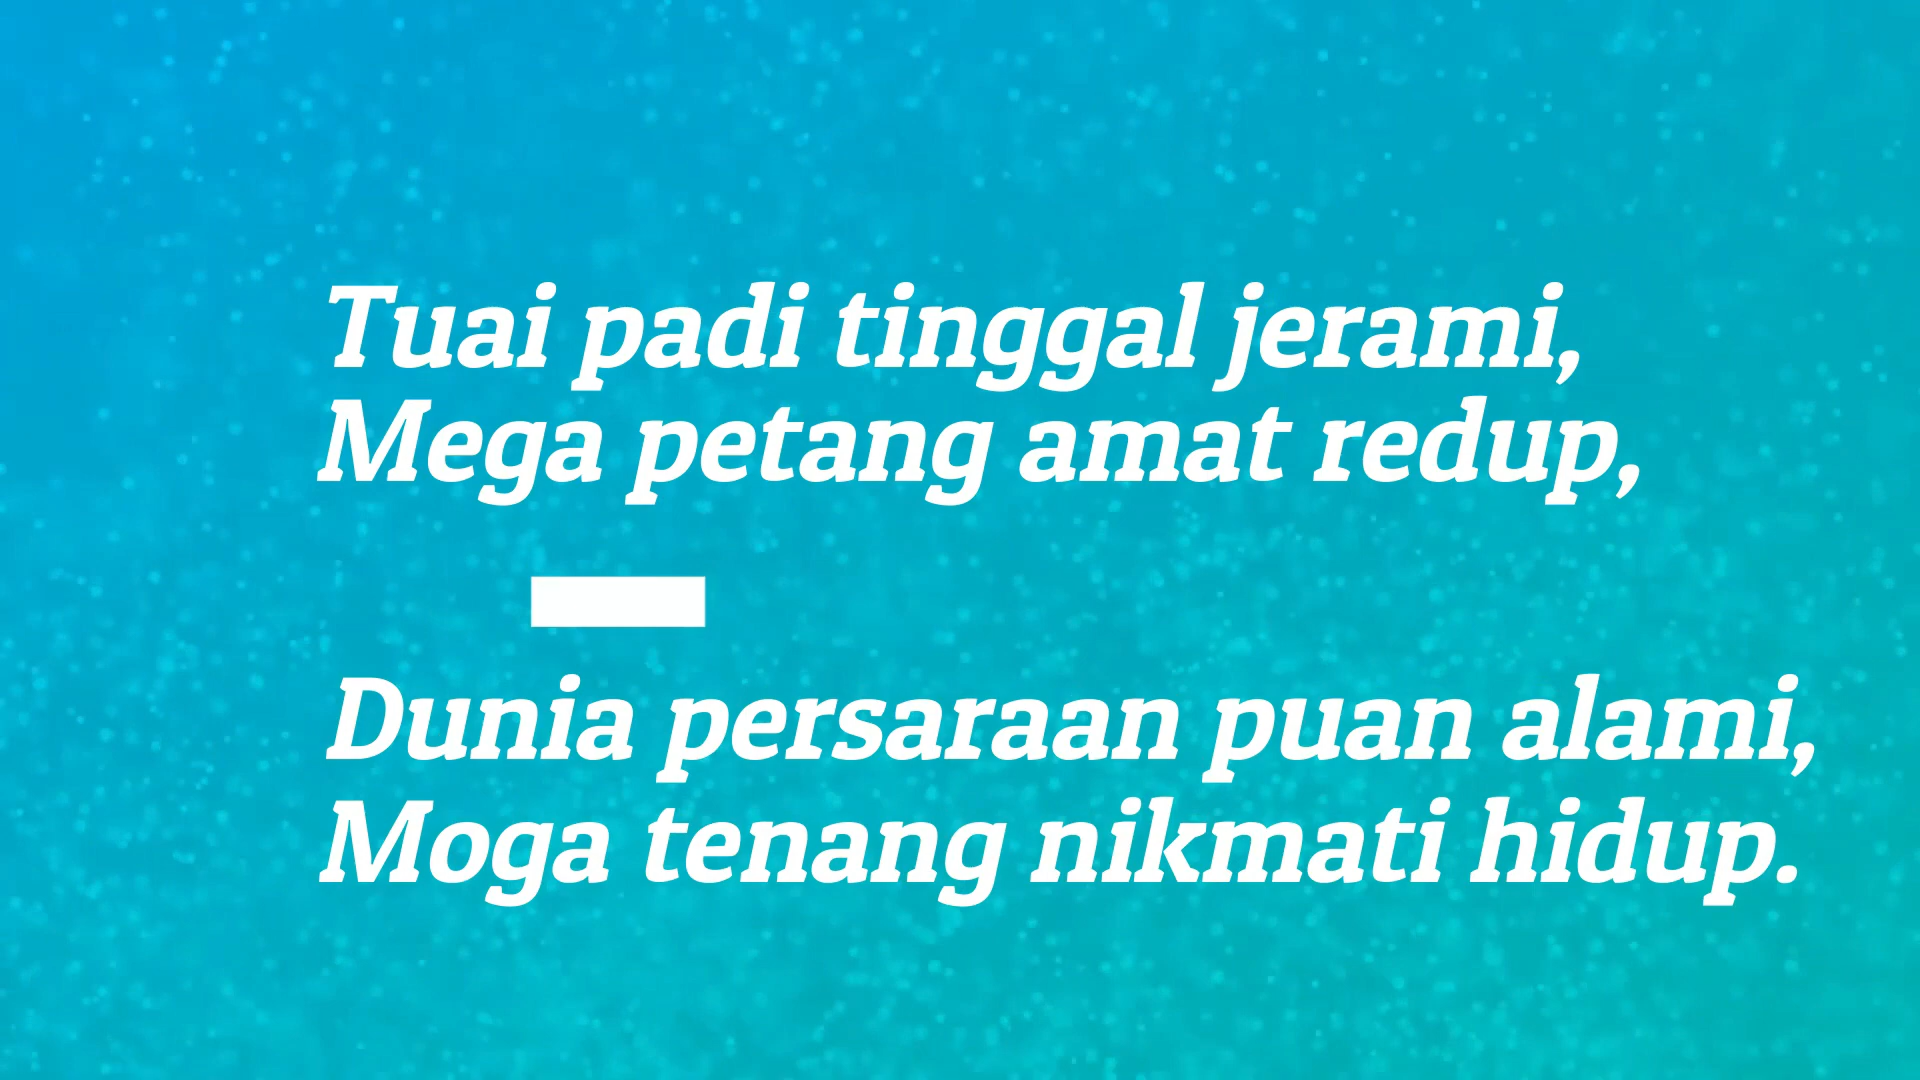 Tuai padi tinggal jerami,
Mega petang amat redup,
Dunia persaraan puan alami,
Moga tenang nikmati hidup.